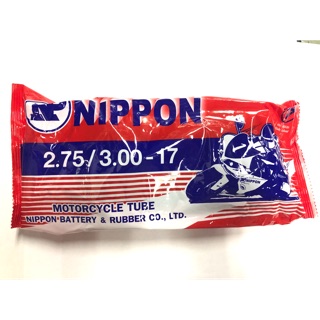 NIPPON
2.75/3.00-17
MOTORCYCLE TUBE
NIPPON BATTERY & RUBBER CO., LTD.